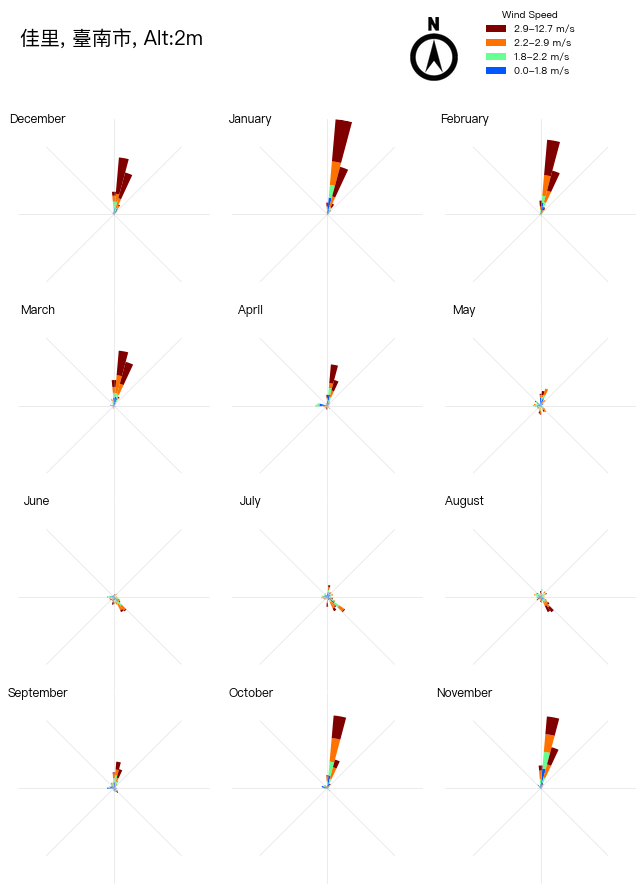 佳里, 臺南市, Alt:2m
N
Wind Speed
2.9–12.7 m/s
2.2–2.9 m/s
1.8–2.2 m/s
0.0–1.8 m/s
December
January
February
March
April
May
June
July
August
September
October
November